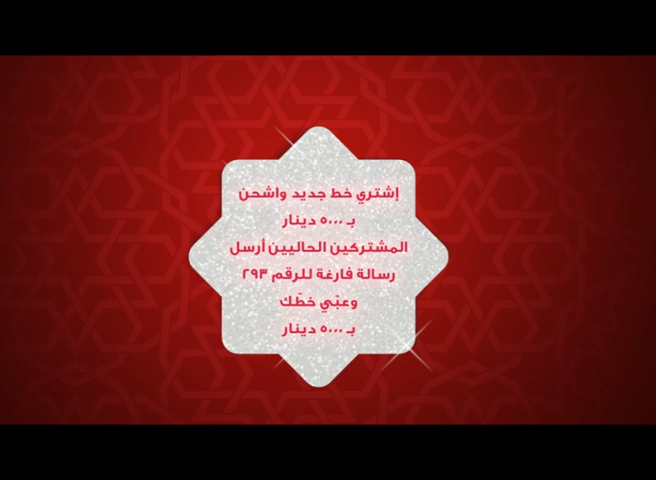 إشتري خط جديد واشحن
بـ ٥٠٠٠ دينار
المشتركين الحاليين أرسل
رسالة فارغة للرقم ٢٩٣
وعبّي خطّك
بـ ٥٠٠٠ دينار